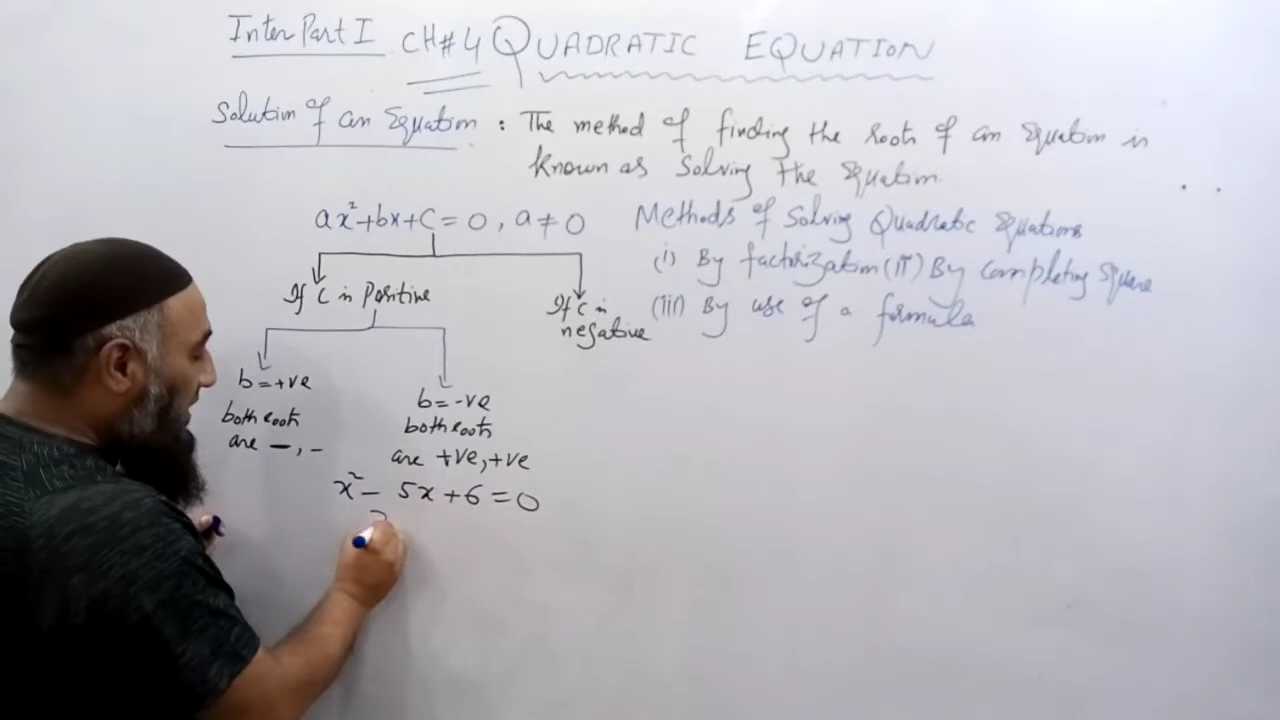 Inter Part I CH#4 QUADRATIC EQUATION
Solution of an Equation : The method of finding the roots of an Equation is
known as Solving the Equation.
ax²+bx+C=0, a≠0
Methods of Solving Quadratic Equations
(i) By factorization (ii) By Completing Square
(iii) By use of a formula
If C is Positive
If C is
negative
b=+ve
both roots
are –, –
b=-ve
both roots
are +ve,+ve
x²- 5x+6=0